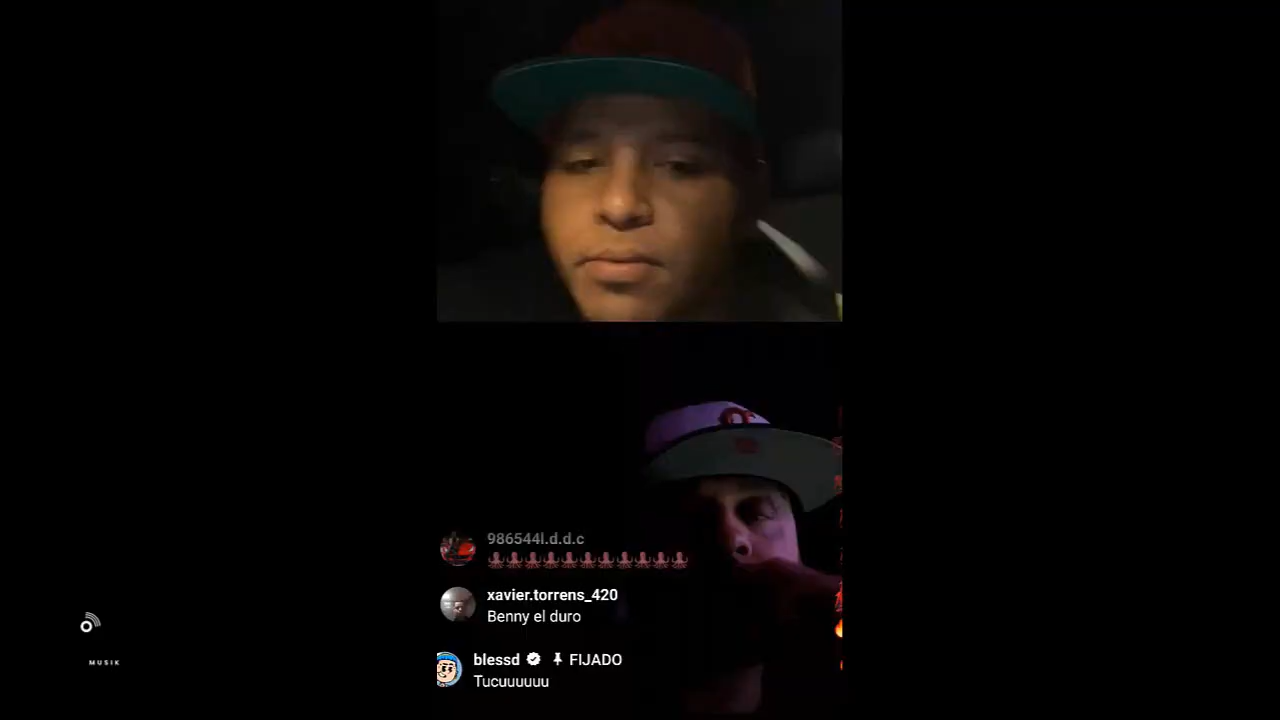 986544l.d.d.c
🐙🐙🐙🐙🐙🐙🐙🐙🐙🐙🐙
xavier.torrens_420
Benny el duro
blessd FIJADO
Tucuuuuuu
MUSIK